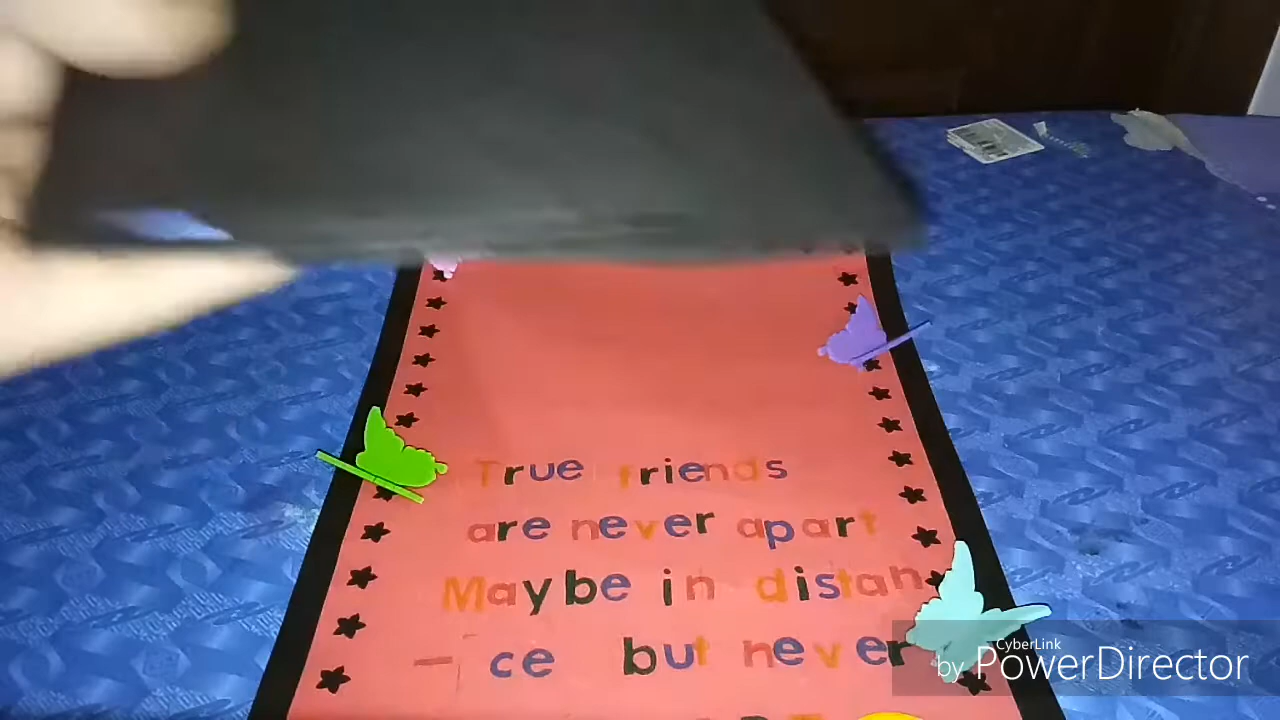 True friends
are never apart
Maybe in distan
- ce but never
CyberLink
by PowerDirector